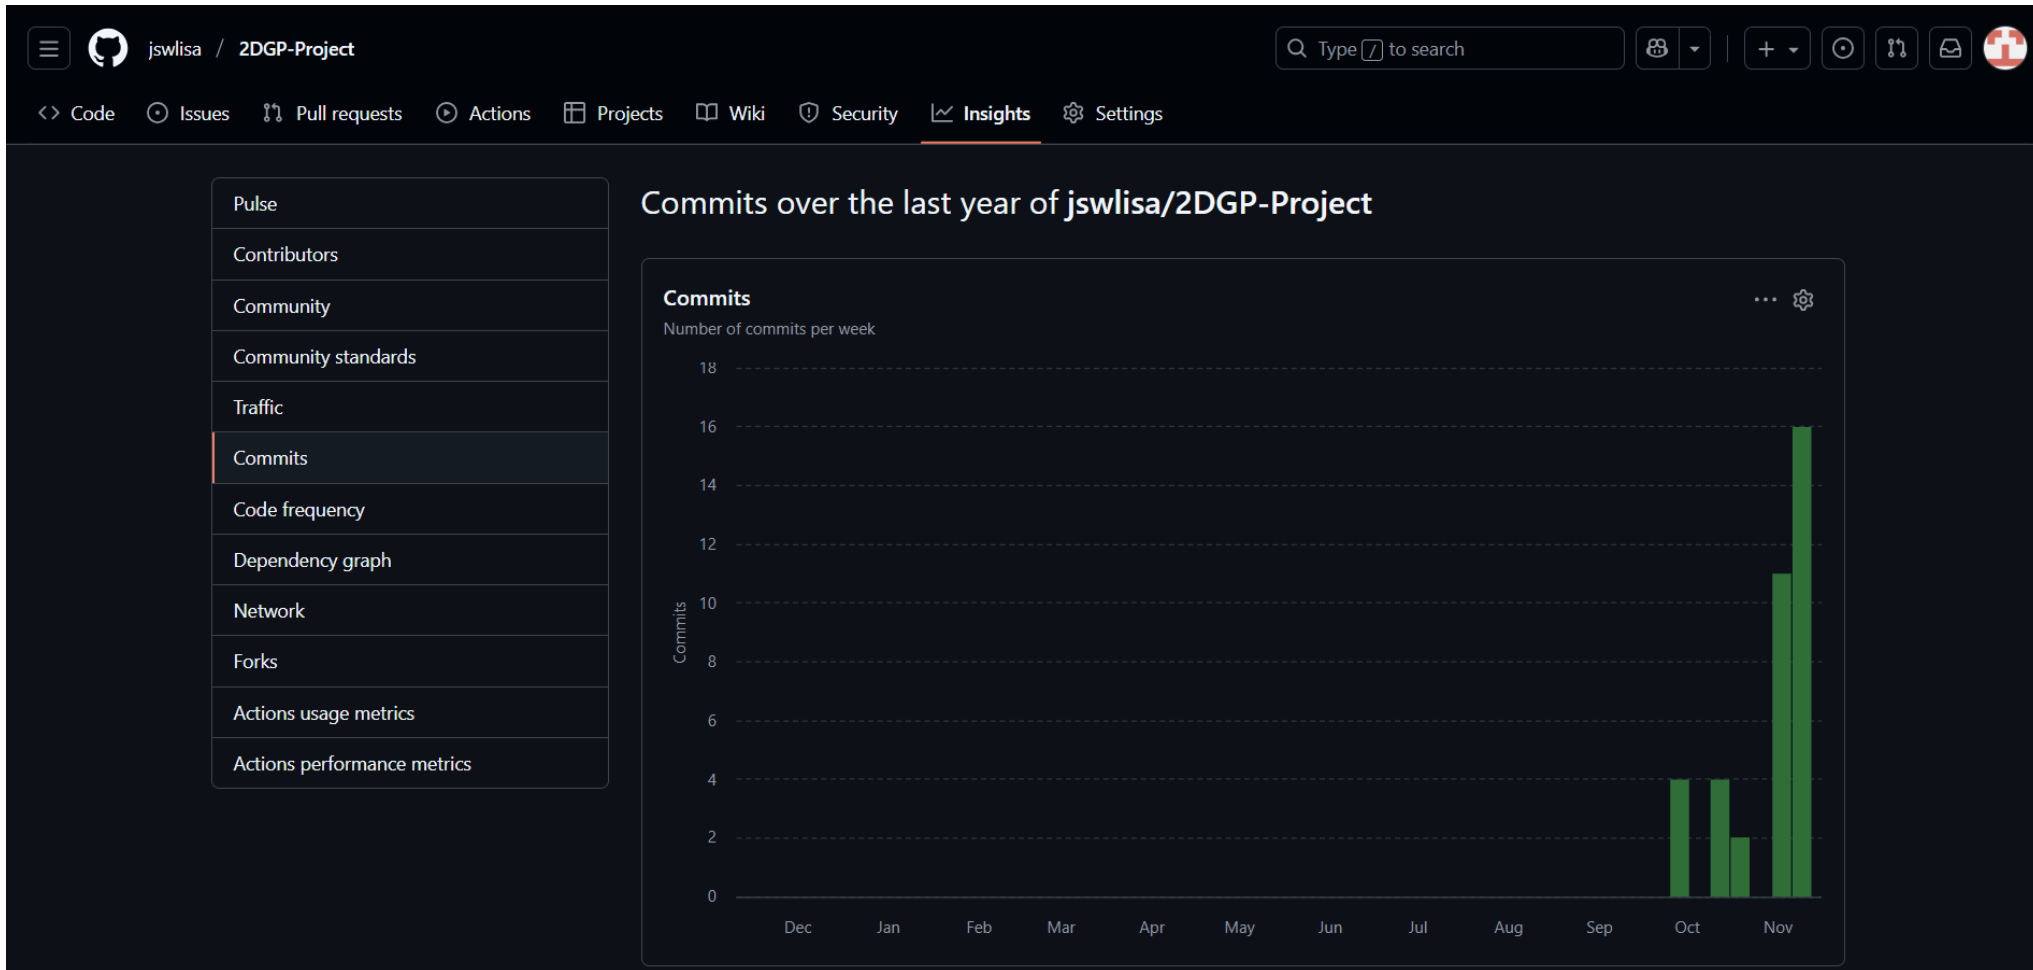 jswlisa / 2DGP-Project
Type / to search
Code Issues Pull requests Actions Projects Wiki Security Insights Settings
Pulse
Contributors
Community
Community standards
Traffic
Commits
Code frequency
Dependency graph
Network
Forks
Actions usage metrics
Actions performance metrics
Commits over the last year of jswlisa/2DGP-Project
Commits
Number of commits per week
18
16
14
12
10
8
6
4
2
0
Commits
Dec Jan Feb Mar Apr May Jun Jul Aug Sep Oct Nov